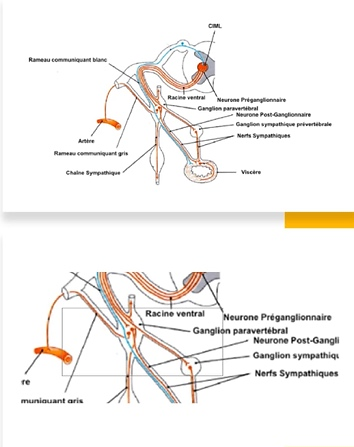 CIML
Rameau communiquant blanc
Racine ventral
Neurone Préganglionnaire
Ganglion paravertébral
Neurone Post-Ganglionnaire
Ganglion sympathique prévertébrale
Nerfs Sympathiques
Artère
Rameau communiquant gris
Chaîne Sympathique
Viscère
Racine ventral
Neurone Préganglionnaire
Ganglion paravertébral
Neurone Post-Gangli
Ganglion sympathiqu
Nerfs Sympathiques
re
muniquant gris